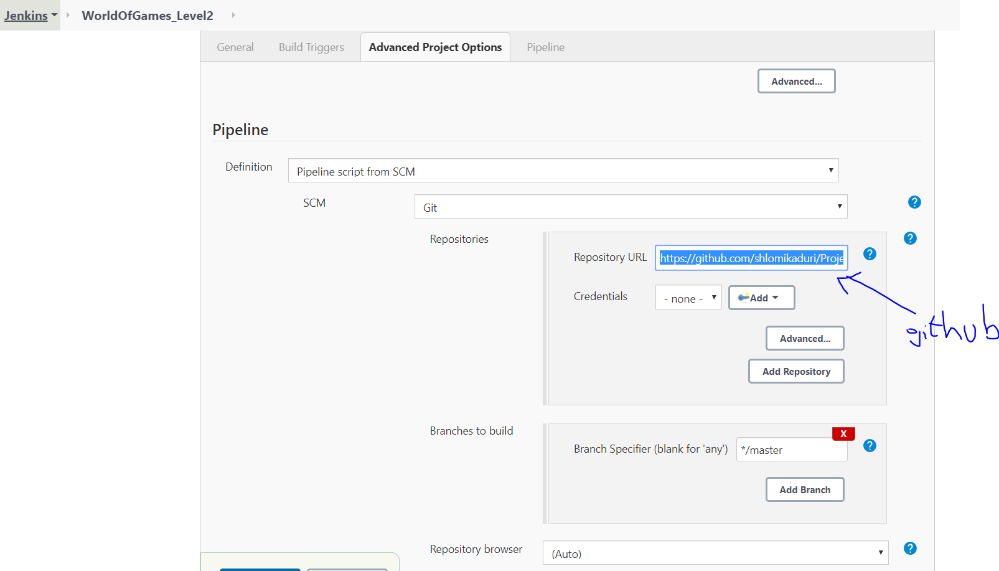 Jenkins WorldOfGames_Level2
General Build Triggers Advanced Project Options Pipeline
Advanced...
Pipeline
Definition Pipeline script from SCM
SCM Git
Repositories
Repository URL https://github.com/shlomikaduri/Proje
Credentials - none - Add
github
Advanced...
Add Repository
Branches to build
X
Branch Specifier (blank for 'any') */master
Add Branch
Repository browser (Auto)